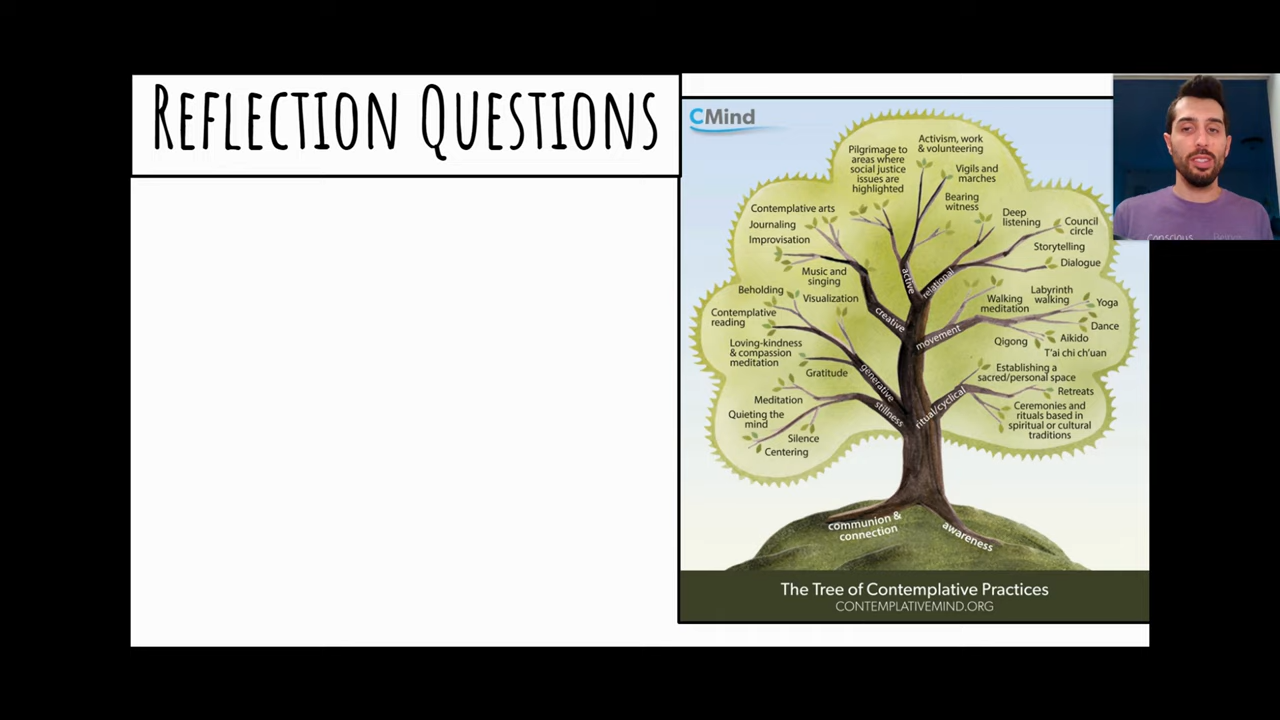 Reflection Questions
CMind
Activism, work
& volunteering
Pilgrimage to
areas where
social justice
issues are
highlighted
Vigils and
marches
Bearing
witness
Deep
listening
Council
circle
Storytelling
Dialogue
Contemplative arts
Journaling
Improvisation
Music and
singing
Beholding
Visualization
Contemplative
reading
Loving-kindness
& compassion
meditation
Gratitude
Meditation
Quieting the
mind
Silence
Centering
Walking
meditation
Labyrinth
walking
Yoga
Dance
Aikido
Qigong
T'ai chi ch'uan
Establishing a
sacred/personal space
Retreats
Ceremonies and
rituals based in
spiritual or cultural
traditions
active
relational
creative
movement
generative
stillness
ritual/cyclical
communion &
connection
awareness
The Tree of Contemplative Practices
CONTEMPLATIVEMIND.ORG
conscious